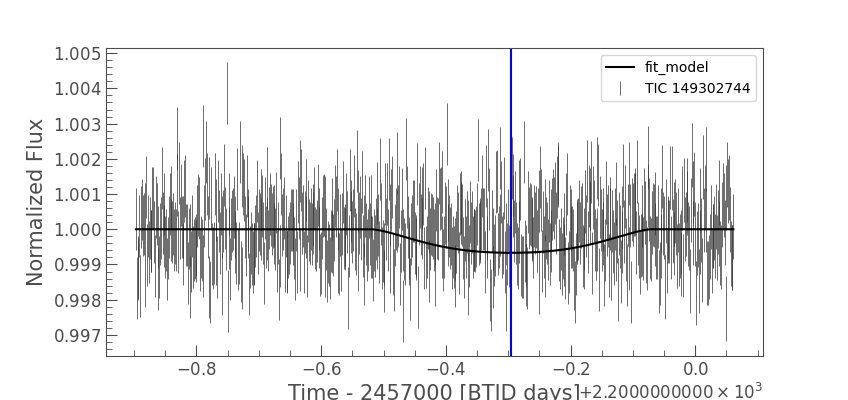 Normalized Flux
1.005
1.004
1.003
1.002
1.001
1.000
0.999
0.998
0.997
fit_model
TIC 149302744
−0.8 −0.6 −0.4 −0.2 0.0
Time - 2457000 [BTJD days]
+2.2000000000 × 10³